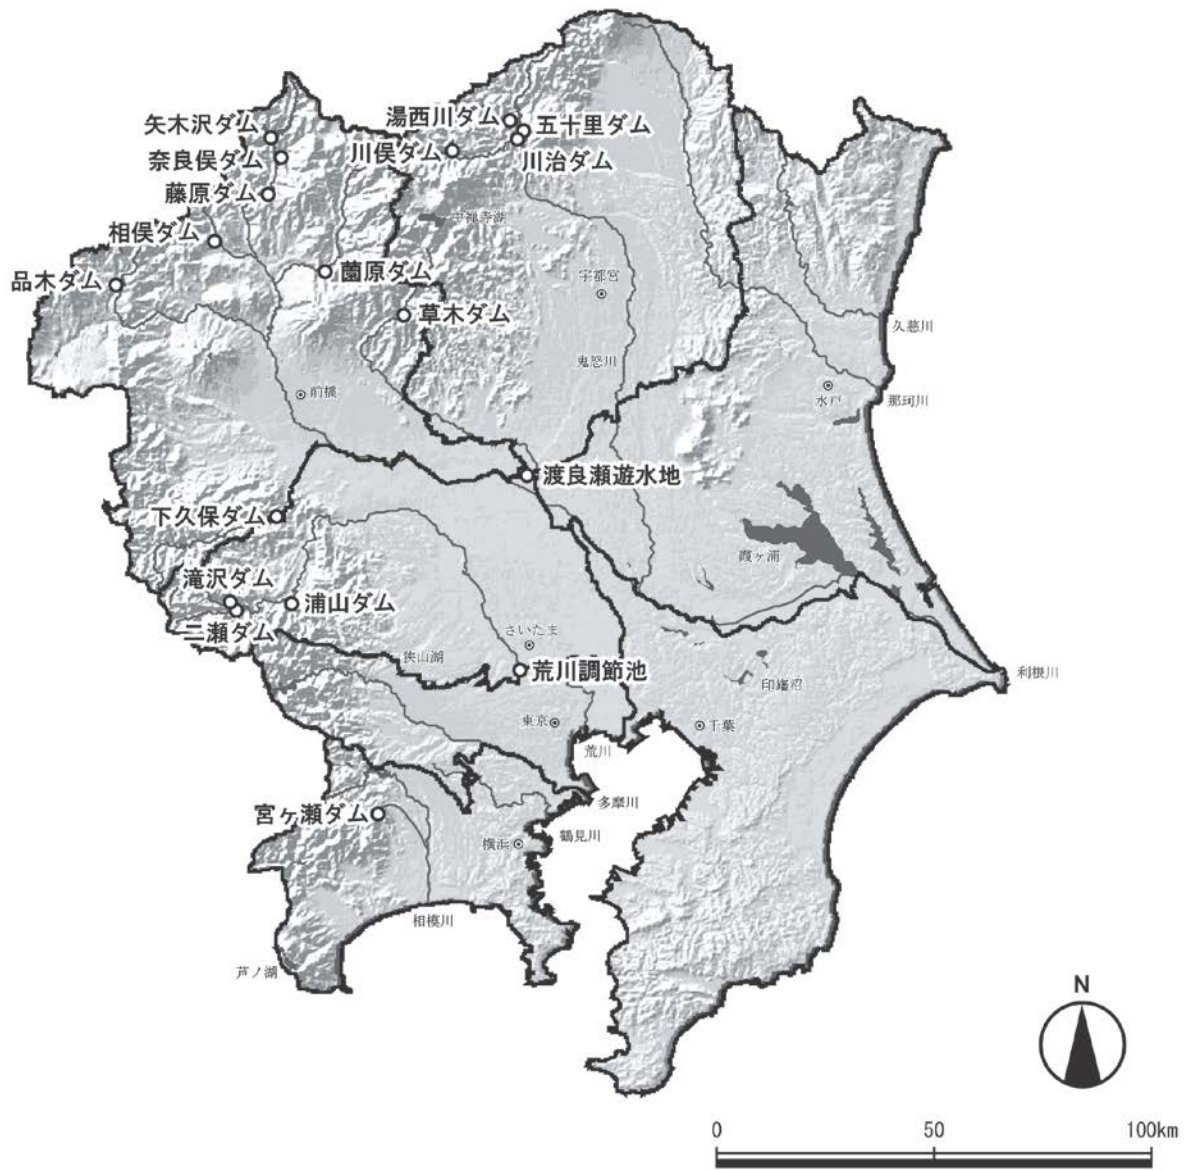 湯西川ダム
五十里ダム
矢木沢ダム
川俣ダム
川治ダム
奈良俣ダム
藤原ダム
中禅寺湖
相俣ダム
薗原ダム
宇都宮
品木ダム
草木ダム
久慈川
鬼怒川
前橋
水戸
那珂川
渡良瀬遊水地
下久保ダム
霞ヶ浦
滝沢ダム
浦山ダム
二瀬ダム
さいたま
狭山湖
荒川調節池
利根川
印旛沼
東京
千葉
荒川
多摩川
宮ヶ瀬ダム
鶴見川
横浜
相模川
芦ノ湖
N
0 50 100km